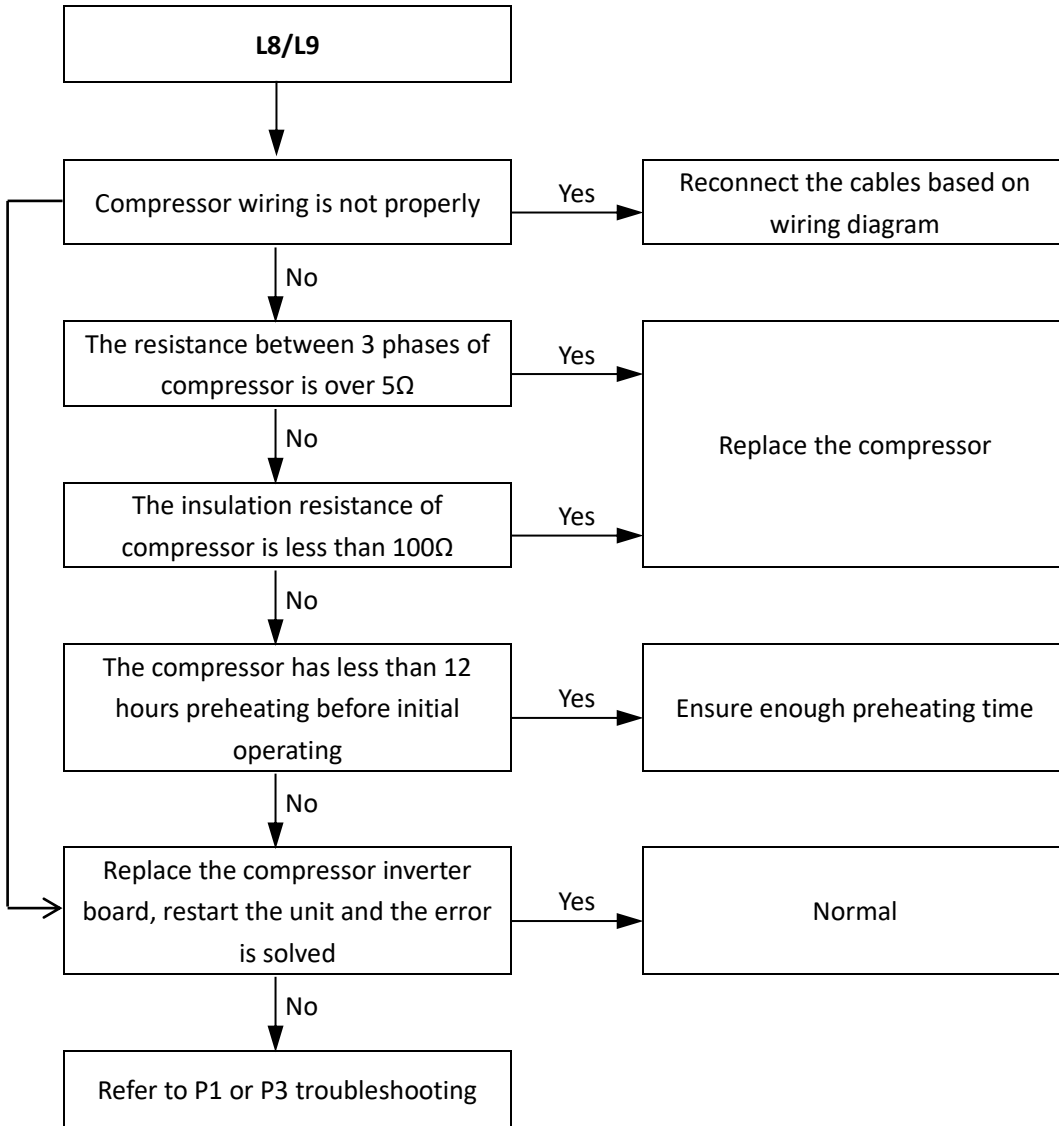 L8/L9
Compressor wiring is not properly
Yes
Reconnect the cables based on
wiring diagram
No
The resistance between 3 phases of
compressor is over 5Ω
Yes
Replace the compressor
No
The insulation resistance of
compressor is less than 100Ω
Yes
No
The compressor has less than 12
hours preheating before initial
operating
Yes
Ensure enough preheating time
No
Replace the compressor inverter
board, restart the unit and the error
is solved
Yes
Normal
No
Refer to P1 or P3 troubleshooting